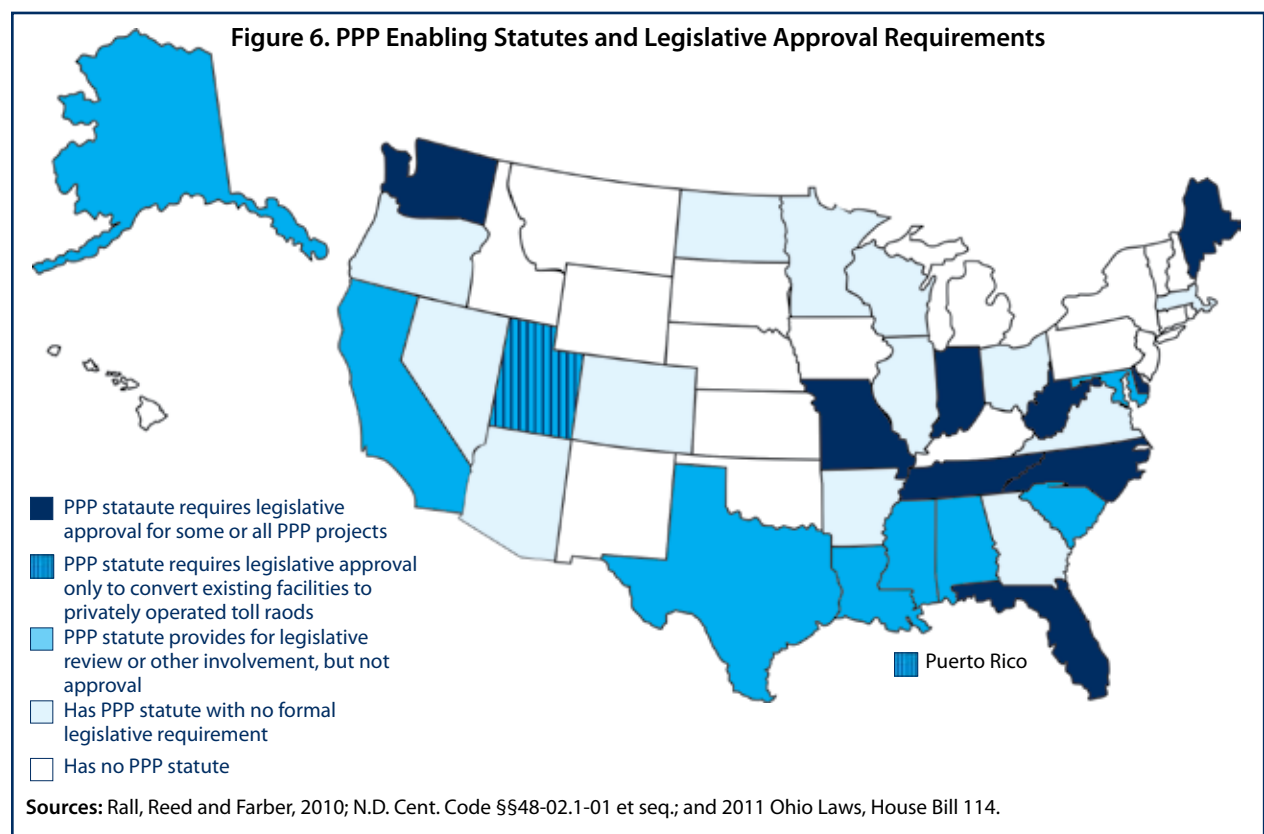 Figure 6. PPP Enabling Statutes and Legislative Approval Requirements
PPP stataute requires legislative
approval for some or all PPP projects
PPP statute requires legislative approval
only to convert existing facilities to
privately operated toll raods
PPP statute provides for legislative
review or other involvement, but not
approval
Has PPP statute with no formal
legislative requirement
Has no PPP statute
Puerto Rico
Sources: Rall, Reed and Farber, 2010; N.D. Cent. Code §§48-02.1-01 et seq.; and 2011 Ohio Laws, House Bill 114.